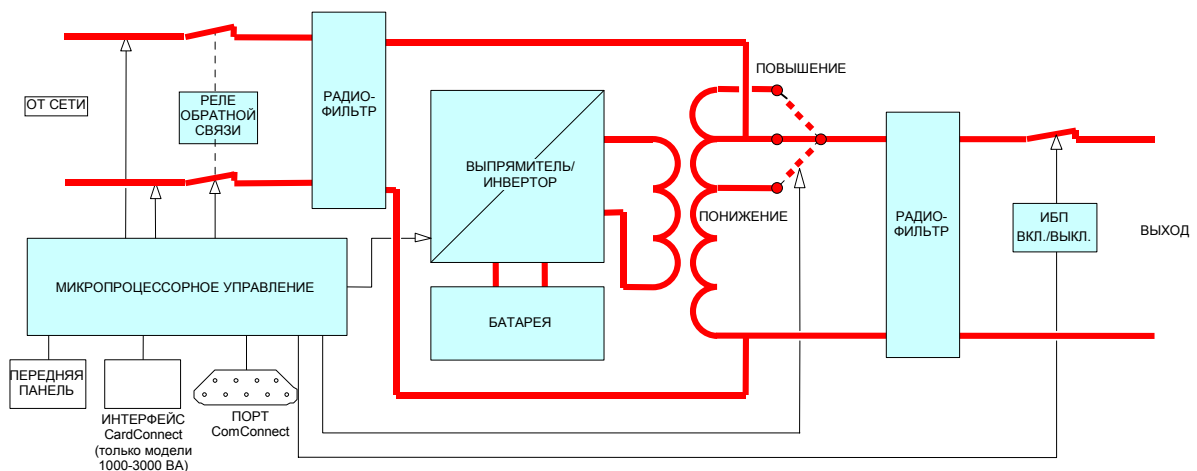 ОТ СЕТИ
РЕЛЕ
ОБРАТНОЙ
СВЯЗИ
РАДИО-
ФИЛЬТР
ВЫПРЯМИТЕЛЬ/
ИНВЕРТОР
БАТАРЕЯ
ПОВЫШЕНИЕ
ПОНИЖЕНИЕ
РАДИО-
ФИЛЬТР
ИБП
ВКЛ./ВЫКЛ.
ВЫХОД
МИКРОПРОЦЕССОРНОЕ УПРАВЛЕНИЕ
ПЕРЕДНЯЯ
ПАНЕЛЬ
ИНТЕРФЕЙС
CardConnect
(только модели
1000-3000 ВА)
ПОРТ
ComConnect